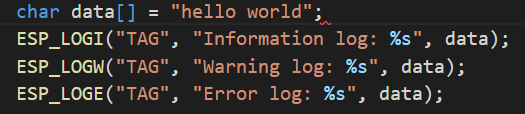 char data[] = "hello world";
ESP_LOGI("TAG", "Information log: %s", data);
ESP_LOGW("TAG", "Warning log: %s", data);
ESP_LOGE("TAG", "Error log: %s", data);